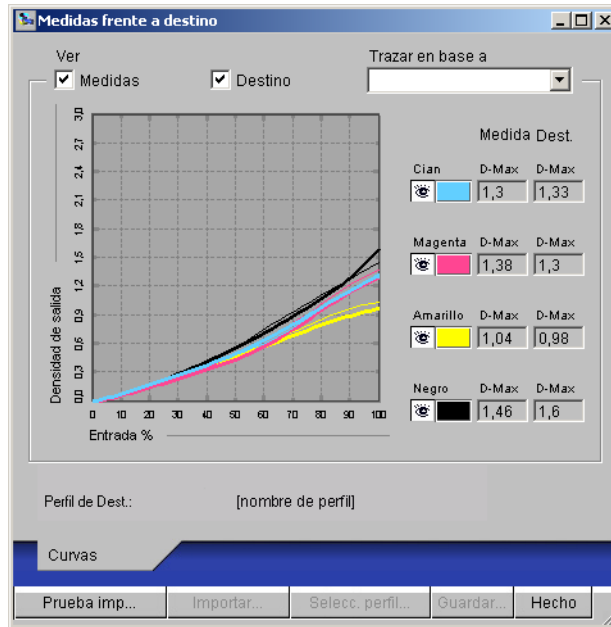 Medidas frente a destino
Ver
Trazar en base a
Medidas
Destino
3,0
2,7
2,4
2,1
1,8
1,5
1,2
0,9
0,6
0,3
0,0
Densidad de salida
0 10 20 30 40 50 60 70 80 90 100
Entrada %
Medida Dest.
Cian D-Max D-Max
1,3 1,33
Magenta D-Max D-Max
1,38 1,3
Amarillo D-Max D-Max
1,04 0,98
Negro D-Max D-Max
1,46 1,6
Perfil de Dest.: [nombre de perfil]
Curvas
Prueba imp... Importar... Selecc. perfil... Guardar... Hecho